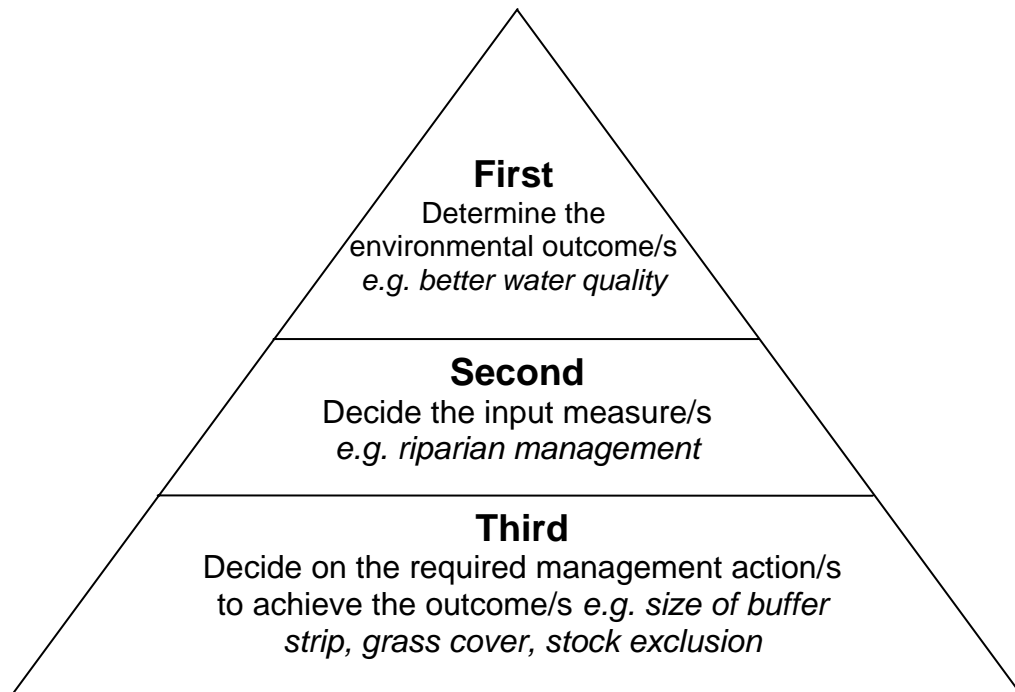 First
Determine the
environmental outcome/s
e.g. better water quality
Second
Decide the input measure/s
e.g. riparian management
Third
Decide on the required management action/s
to achieve the outcome/s e.g. size of buffer
strip, grass cover, stock exclusion